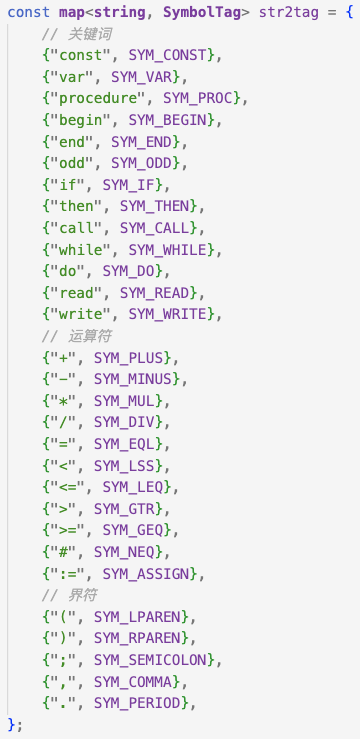 const map<string, SymbolTag> str2tag = {
    // 关键词
    {"const", SYM_CONST},
    {"var", SYM_VAR},
    {"procedure", SYM_PROC},
    {"begin", SYM_BEGIN},
    {"end", SYM_END},
    {"odd", SYM_ODD},
    {"if", SYM_IF},
    {"then", SYM_THEN},
    {"call", SYM_CALL},
    {"while", SYM_WHILE},
    {"do", SYM_DO},
    {"read", SYM_READ},
    {"write", SYM_WRITE},
    // 运算符
    {"+", SYM_PLUS},
    {"-", SYM_MINUS},
    {"*", SYM_MUL},
    {"/", SYM_DIV},
    {"=", SYM_EQL},
    {"<", SYM_LSS},
    {"<=", SYM_LEQ},
    {">", SYM_GTR},
    {">=", SYM_GEQ},
    {"#", SYM_NEQ},
    {":=", SYM_ASSIGN},
    // 界符
    {"(", SYM_LPAREN},
    {")", SYM_RPAREN},
    {";", SYM_SEMICOLON},
    {",", SYM_COMMA},
    {".", SYM_PERIOD},
};